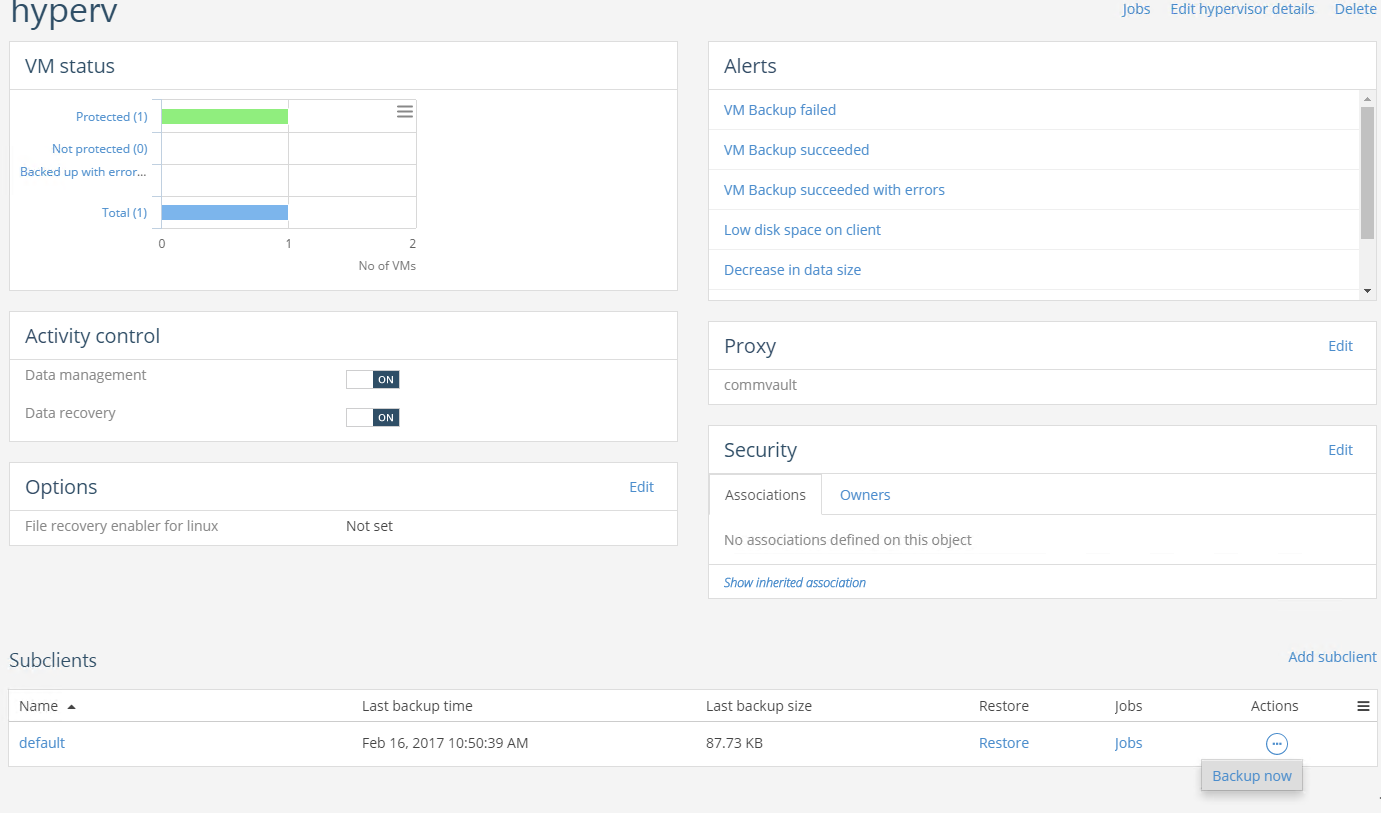 hyperv
Jobs Edit hypervisor details Delete
VM status
Protected (1)
Not protected (0)
Backed up with error...
Total (1)
0 1 2
No of VMs
Activity control
Data management ON
Data recovery ON
Options Edit
File recovery enabler for linux Not set
Alerts
VM Backup failed
VM Backup succeeded
VM Backup succeeded with errors
Low disk space on client
Decrease in data size
Proxy Edit
commvault
Security Edit
Associations Owners
No associations defined on this object
Show inherited association
Subclients Add subclient
Name Last backup time Last backup size Restore Jobs Actions
default Feb 16, 2017 10:50:39 AM 87.73 KB Restore Jobs
Backup now